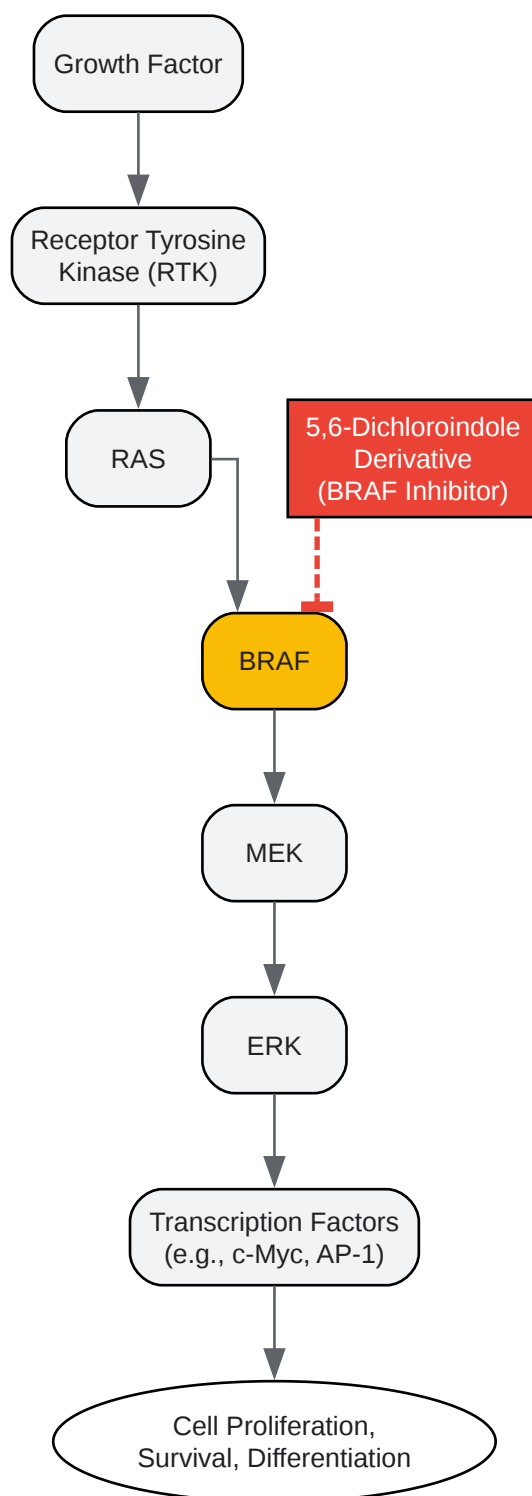 Growth Factor
Receptor Tyrosine
Kinase (RTK)
RAS
5,6-Dichloroindole
Derivative
(BRAF Inhibitor)
BRAF
MEK
ERK
Transcription Factors
(e.g., c-Myc, AP-1)
Cell Proliferation,
Survival, Differentiation